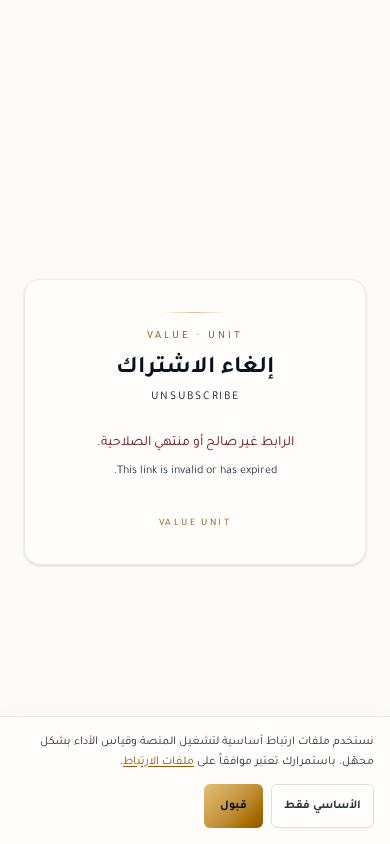 VALUE · UNIT
إلغاء الاشتراك
UNSUBSCRIBE
الرابط غير صالح أو منتهي الصلاحية.
This link is invalid or has expired.
VALUE UNIT
نستخدم ملفات ارتباط أساسية لتشغيل المنصة وقياس الأداء بشكل
مجهّل. باستمرارك تعتبر موافقاً على ملفات الارتباط.
الأساسي فقط
قبول